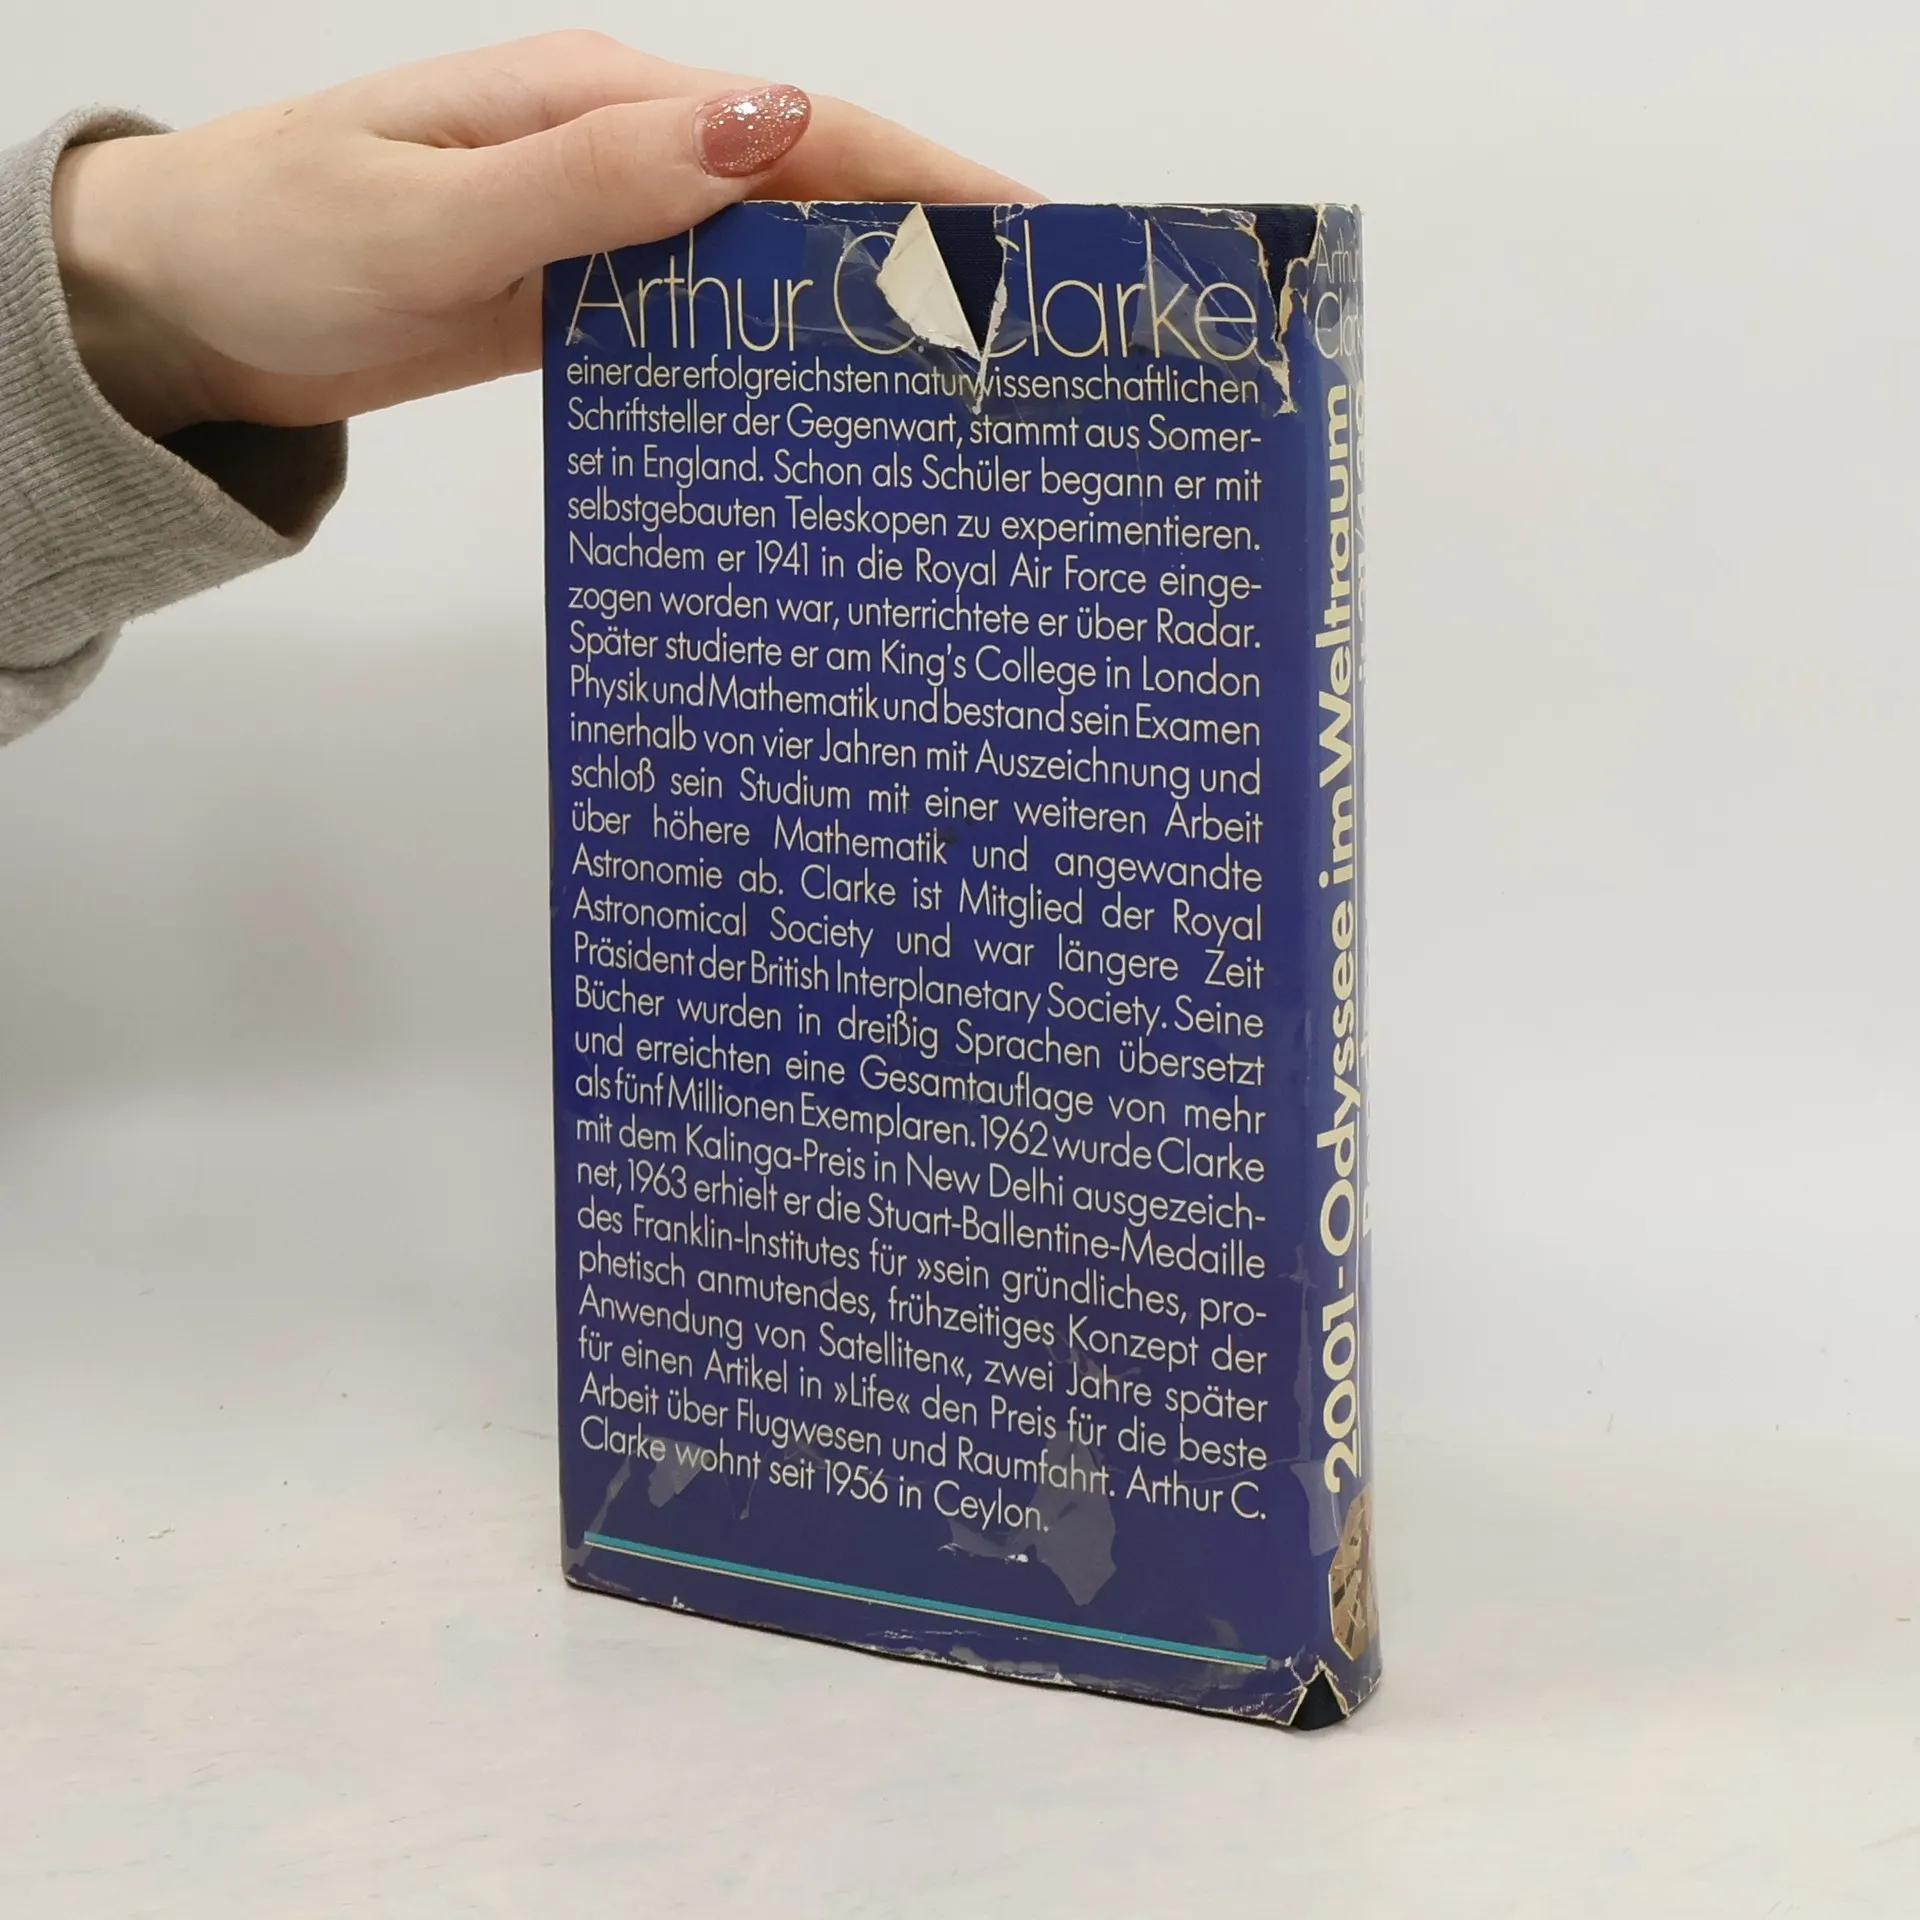 Arthur C. Clarke,
einer der erfolgreichsten naturwissenschaftlichen
Schriftsteller der Gegenwart, stammt aus Somer-
set in England. Schon als Schüler begann er mit
selbstgebauten Teleskopen zu experimentieren.
Nachdem er 1941 in die Royal Air Force einge-
zogen worden war, unterrichtete er über Radar.
Später studierte er am King's College in London
Physik und Mathematik und bestand sein Examen
innerhalb von vier Jahren mit Auszeichnung und
schloß sein Studium mit einer weiteren Arbeit
über höhere Mathematik und angewandte
Astronomie ab. Clarke ist Mitglied der Royal
Astronomical Society und war längere Zeit
Präsident der British Interplanetary Society. Seine
Bücher wurden in dreißig Sprachen übersetzt
und erreichten eine Gesamtauflage von mehr
als fünf Millionen Exemplaren. 1962 wurde Clarke
mit dem Kalinga-Preis in New Delhi ausgezeich-
net, 1963 erhielt er die Stuart-Ballentine-Medaille
des Franklin-Institutes für »sein gründliches, pro-
phetisch anmutendes, frühzeitiges Konzept der
Anwendung von Satelliten«, zwei Jahre später
für einen Artikel in »Life« den Preis für die beste
Arbeit über Flugwesen und Raumfahrt. Arthur C.
Clarke wohnt seit 1956 in Ceylon.
2001-Odyssee im Weltraum